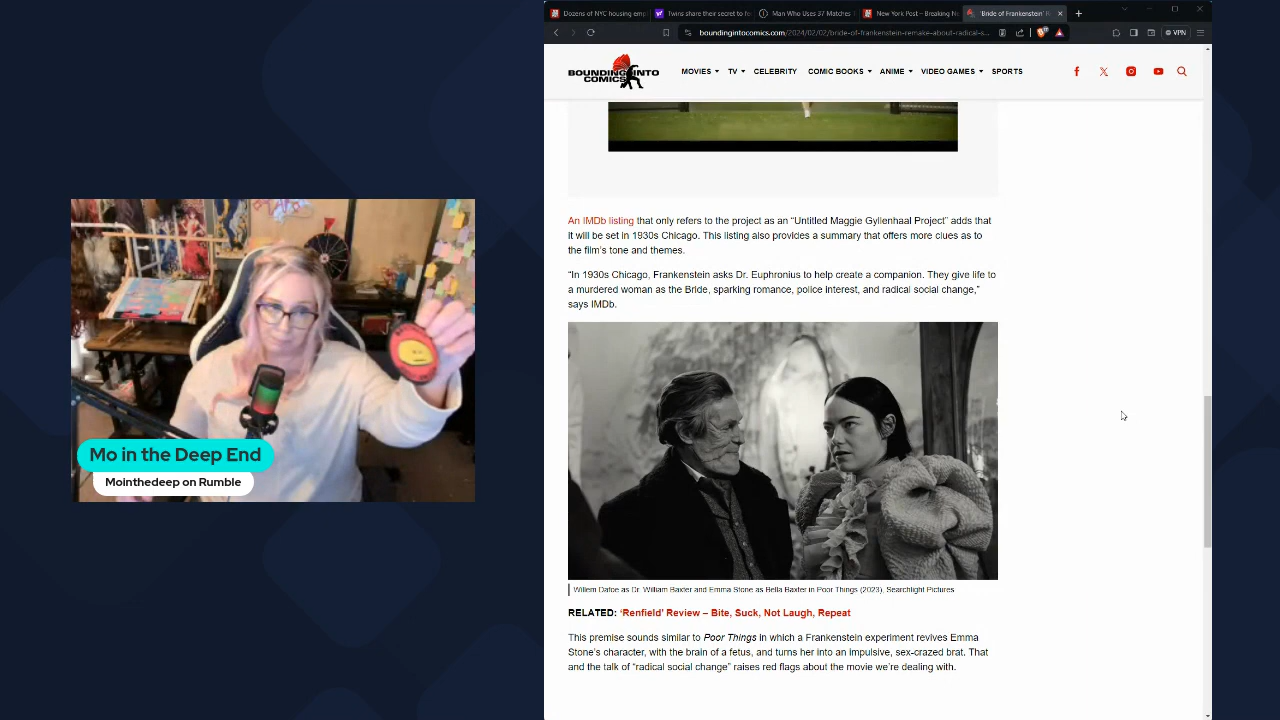 Dozens of NYC housing emp
Twins share their secret to fe
Man Who Uses 37 Matches
New York Post – Breaking Ne
'Bride of Frankenstein' R
boundingintocomics.com/2024/02/02/bride-of-frankenstein-remake-about-radical-s...
VPN
BOUNDING INTO
COMICS
MOVIES
TV
CELEBRITY
COMIC BOOKS
ANIME
VIDEO GAMES
SPORTS
An IMDb listing that only refers to the project as an “Untitled Maggie Gyllenhaal Project” adds that
it will be set in 1930s Chicago. This listing also provides a summary that offers more clues as to
the film’s tone and themes.
“In 1930s Chicago, Frankenstein asks Dr. Euphronius to help create a companion. They give life to
a murdered woman as the Bride, sparking romance, police interest, and radical social change,”
says IMDb.
Willem Dafoe as Dr. William Baxter and Emma Stone as Bella Baxter in Poor Things (2023), Searchlight Pictures
RELATED: ‘Renfield’ Review – Bite, Suck, Not Laugh, Repeat
This premise sounds similar to Poor Things in which a Frankenstein experiment revives Emma
Stone’s character, with the brain of a fetus, and turns her into an impulsive, sex-crazed brat. That
and the talk of “radical social change” raises red flags about the movie we’re dealing with.
Mo in the Deep End
Mointhedeep on Rumble